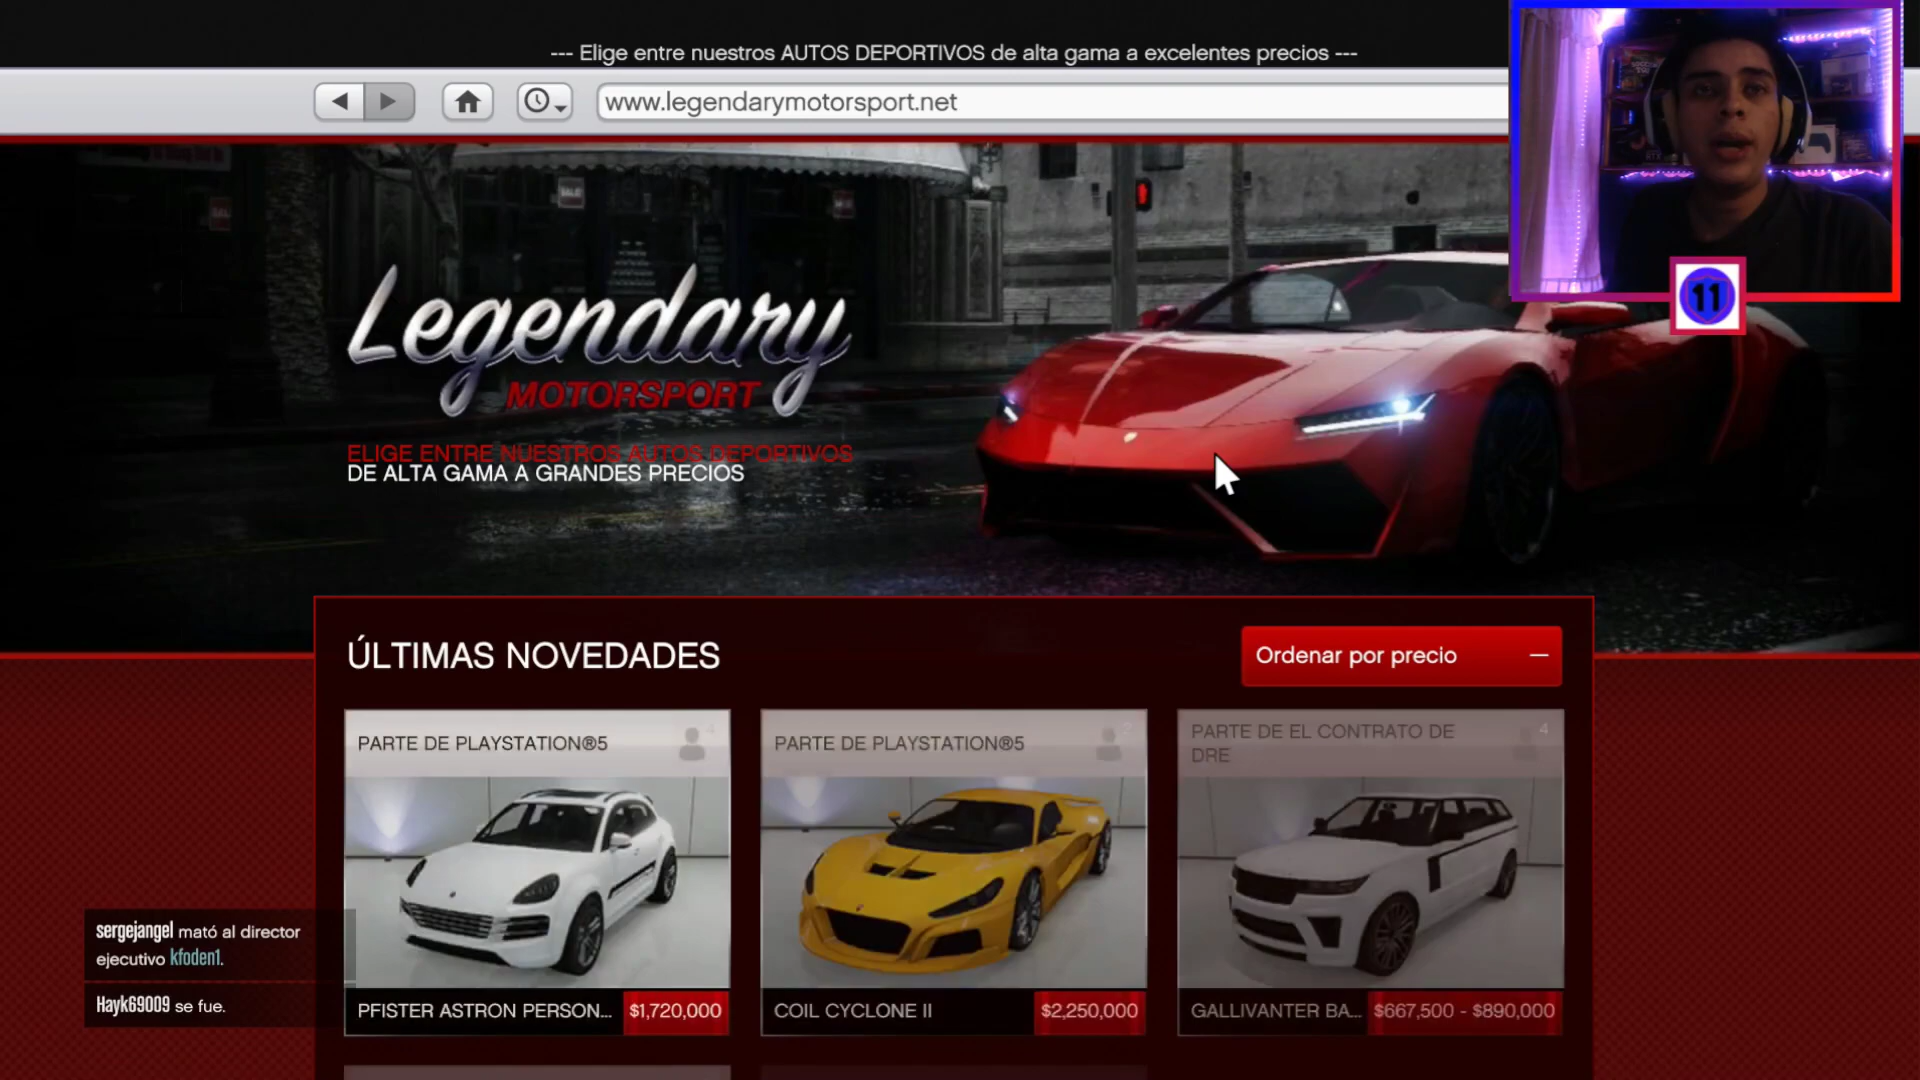 --- Elige entre nuestros AUTOS DEPORTIVOS de alta gama a excelentes precios ---
www.legendarymotorsport.net
Legendary
MOTORSPORT
ELIGE ENTRE NUESTROS AUTOS DEPORTIVOS
DE ALTA GAMA A GRANDES PRECIOS
11
ÚLTIMAS NOVEDADES
Ordenar por precio
PARTE DE PLAYSTATION®5
4
PARTE DE PLAYSTATION®5
2
PARTE DE EL CONTRATO DE
DRE
4
PFISTER ASTRON PERSON...
$1,720,000
COIL CYCLONE II
$2,250,000
GALLIVANTER BA...
$667,500 - $890,000
sergejangel mató al director
ejecutivo kfoden1.
Hayk69009 se fue.